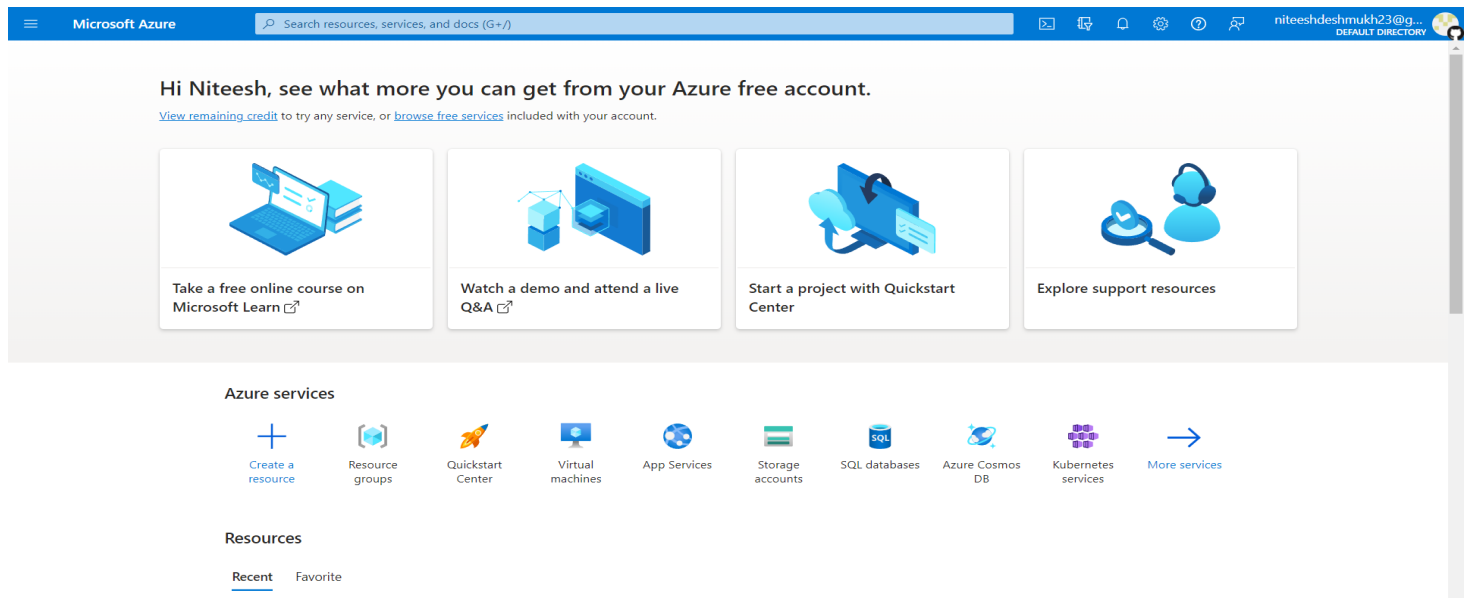 Microsoft Azure
Search resources, services, and docs (G+/)
niteeshdeshmukh23@g...
DEFAULT DIRECTORY
Hi Niteesh, see what more you can get from your Azure free account.
View remaining credit to try any service, or browse free services included with your account.
Take a free online course on
Microsoft Learn
Watch a demo and attend a live
Q&A
Start a project with Quickstart
Center
Explore support resources
Azure services
Create a
resource
Resource
groups
Quickstart
Center
Virtual
machines
App Services
Storage
accounts
SQL
SQL databases
Azure Cosmos
DB
Kubernetes
services
More services
Resources
Recent
Favorite